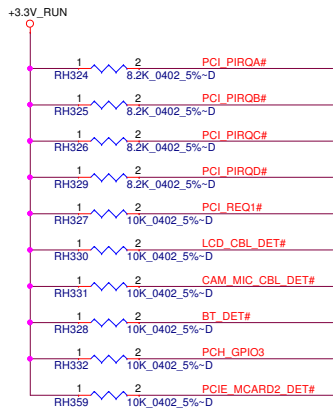 +3.3V_RUN
1 2 PCI_PIRQA#
RH324 8.2K_0402_5%~D
1 2 PCI_PIRQB#
RH325 8.2K_0402_5%~D
1 2 PCI_PIRQC#
RH326 8.2K_0402_5%~D
1 2 PCI_PIRQD#
RH329 8.2K_0402_5%~D
1 2 PCI_REQ1#
RH327 10K_0402_5%~D
1 2 LCD_CBL_DET#
RH330 10K_0402_5%~D
1 2 CAM_MIC_CBL_DET#
RH331 10K_0402_5%~D
1 2 BT_DET#
RH328 10K_0402_5%~D
1 2 PCH_GPIO3
RH332 10K_0402_5%~D
1 2 PCIE_MCARD2_DET#
RH359 10K_0402_5%~D